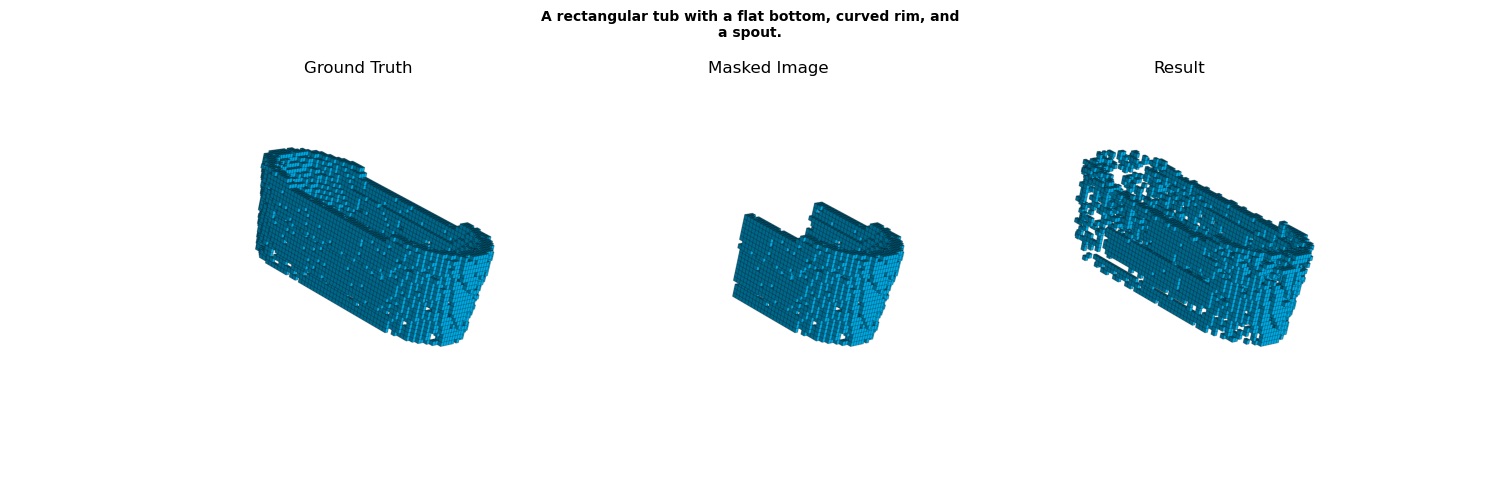 A rectangular tub with a flat bottom, curved rim, and
a spout.
Ground Truth
Masked Image
Result